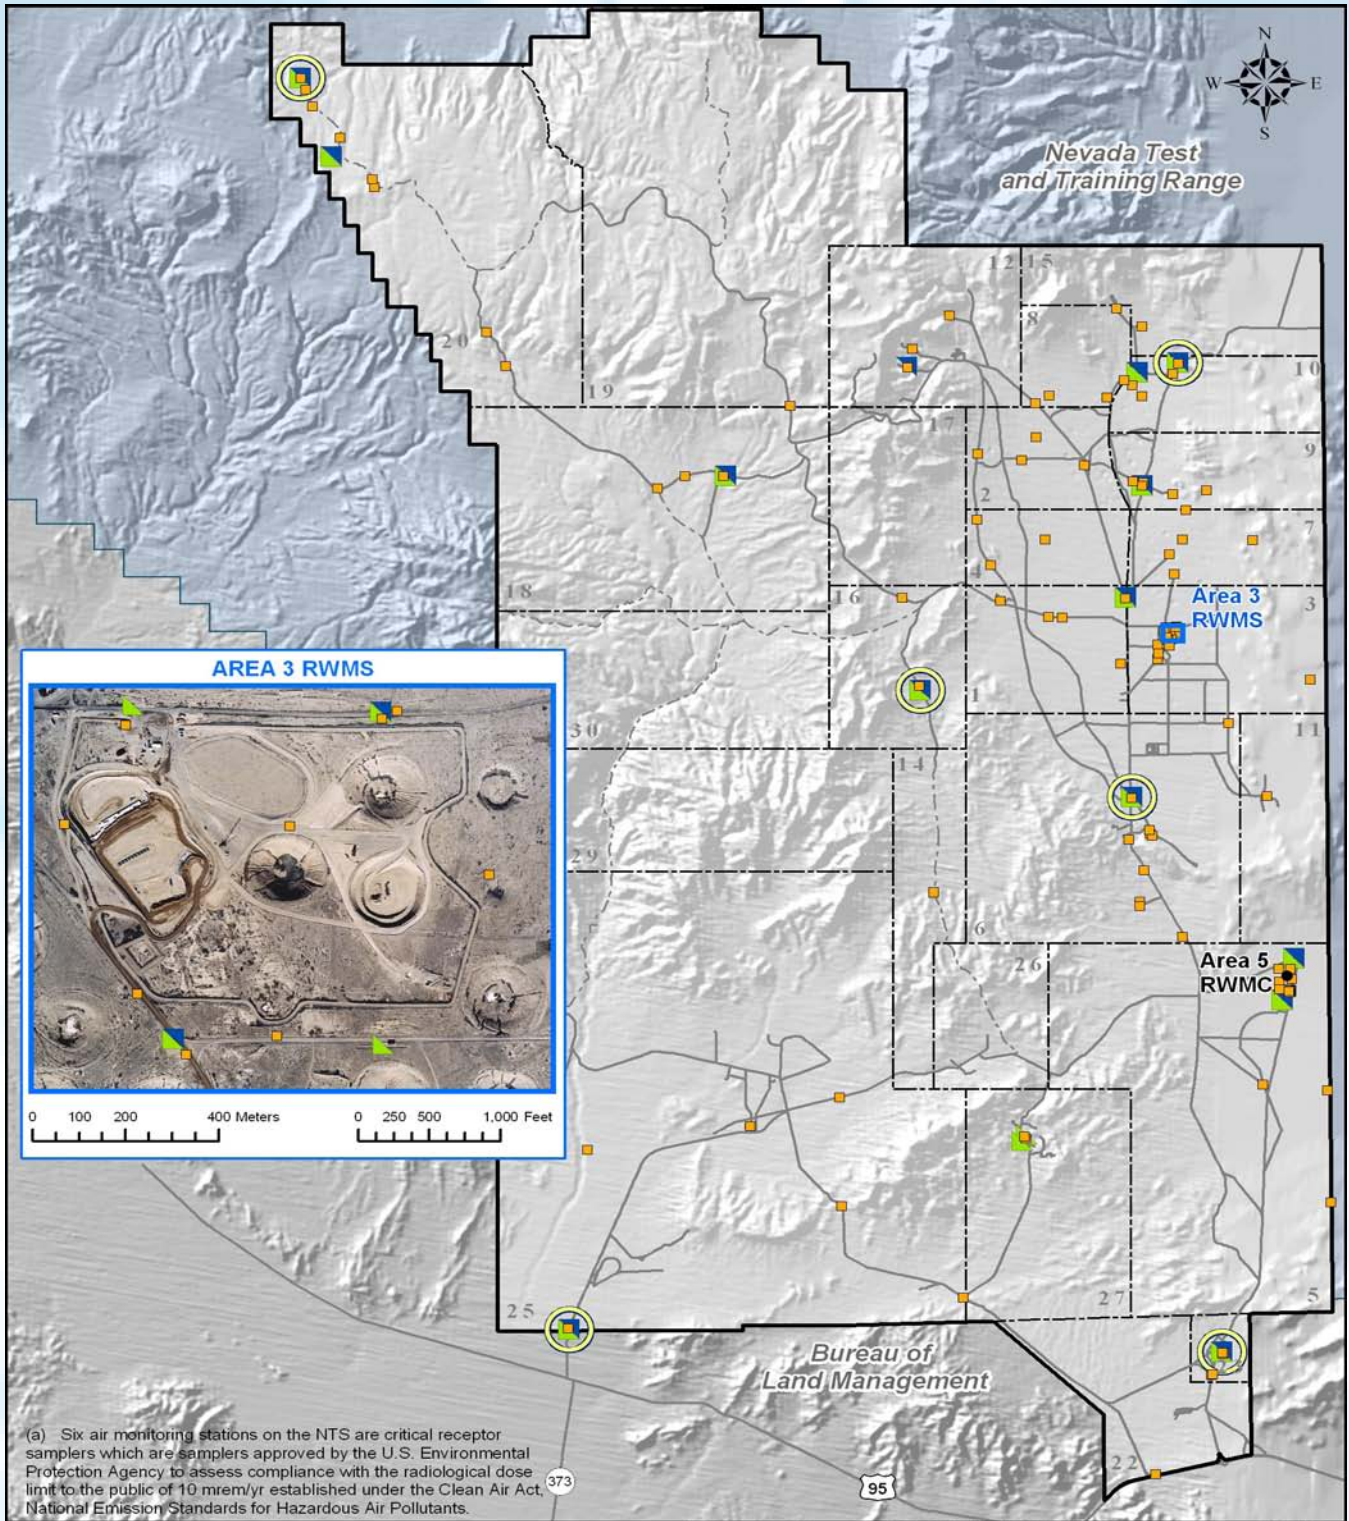 N
W E
S
Nevada Test
and Training Range
12 15
8
20
10
19
17
9
2
7
18
4
16
Area 3
RWMS
3
AREA 3 RWMS
1
30
11
14
29
6
26
Area 5
RWMC
0 100 200 400 Meters
0 250 500 1,000 Feet
25
27
5
Bureau of
Land Management
22
(a) Six air monitoring stations on the NTS are critical receptor
samplers which are samplers approved by the U.S. Environmental
Protection Agency to assess compliance with the radiological dose
limit to the public of 10 mrem/yr established under the Clean Air Act,
National Emission Standards for Hazardous Air Pollutants.
373
95